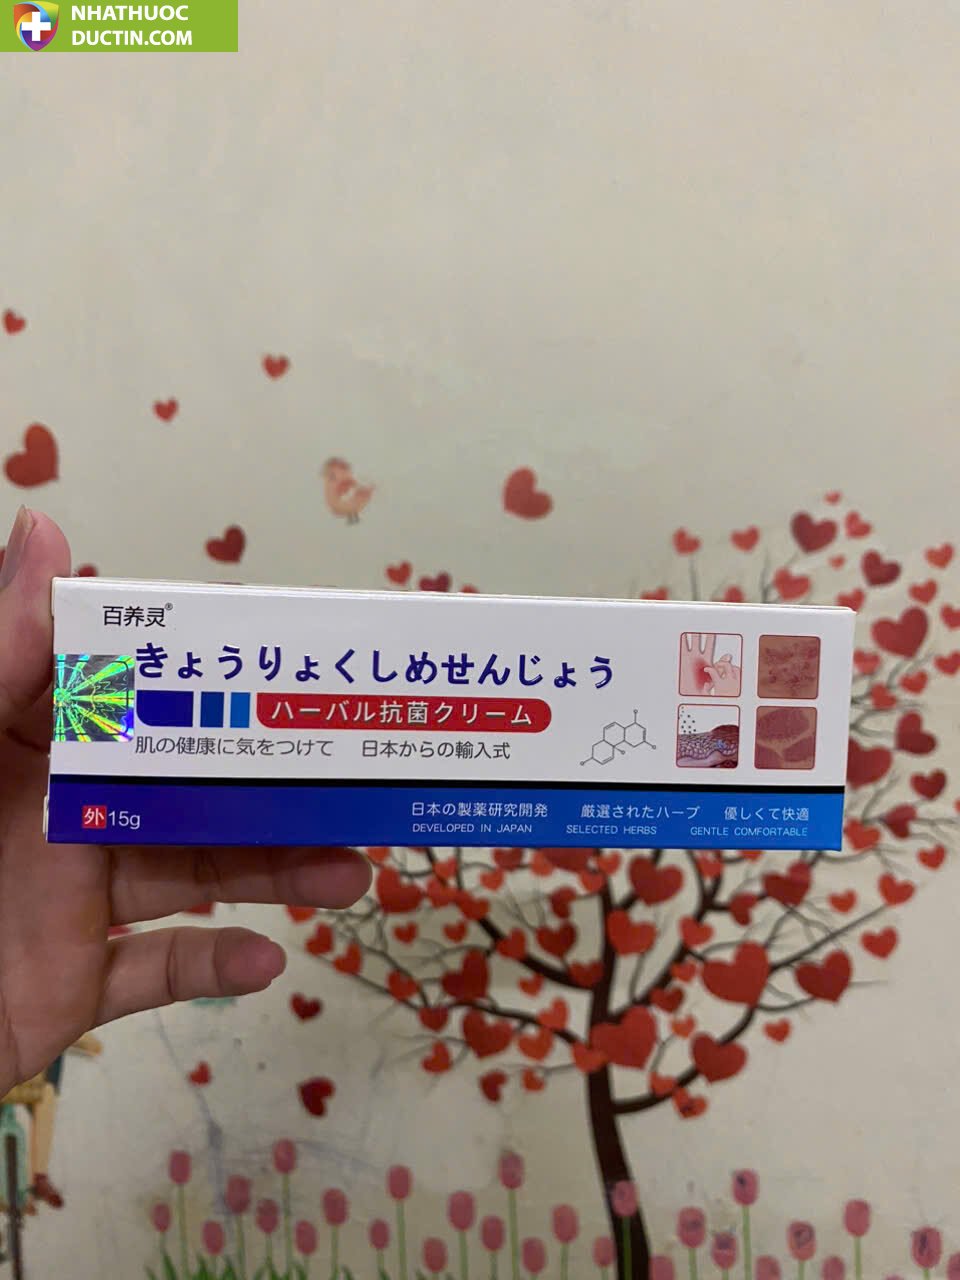 NHATHUOC
DUCTIN.COM
百养灵®
きょうりょくしめせんじょう
ハーバル抗菌クリーム
肌の健康に気をつけて 日本からの輸入式
外 15g
日本の製薬研究開発 厳選されたハーブ 優しくて快適
DEVELOPED IN JAPAN SELECTED HERBS GENTLE COMFORTABLE